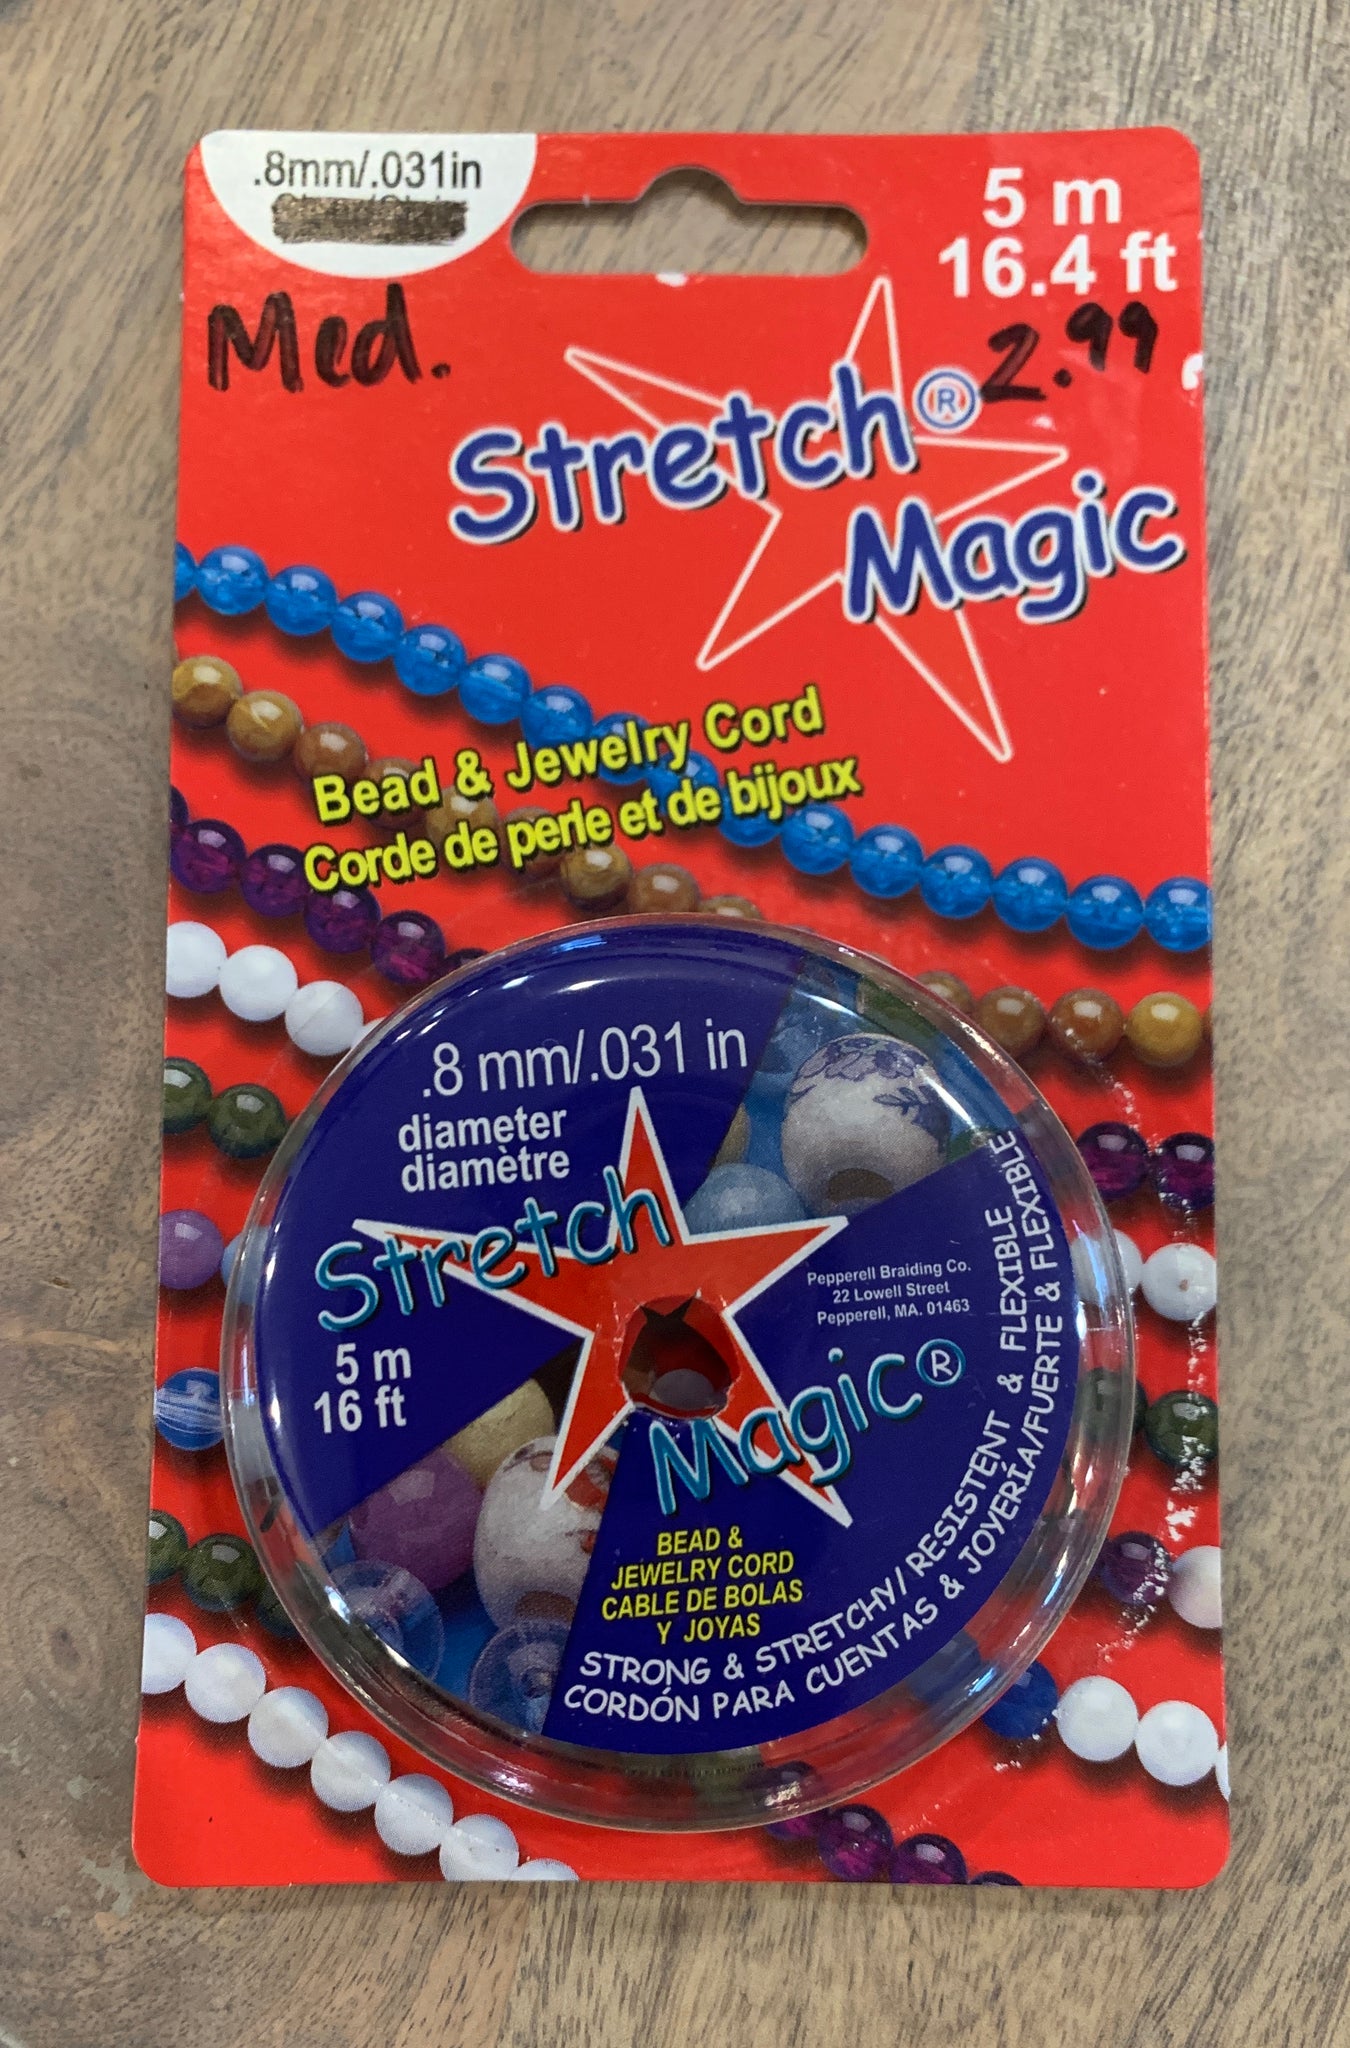 .8mm/.031in
5 m
16.4 ft
Med.
2.99
Stretch®
Magic
Bead & Jewelry Cord
Corde de perle et de bijoux
.8 mm/.031 in
diameter
diamètre
Stretch
Magic®
5 m
16 ft
Pepperell Braiding Co.
22 Lowell Street
Pepperell, MA. 01463
BEAD &
JEWELRY CORD
CABLE DE BOLAS
Y JOYAS
STRONG & STRETCHY/ RESISTENT & FLEXIBLE
CORDÓN PARA CUENTAS & JOYERÍA/FUERTE & FLEXIBLE